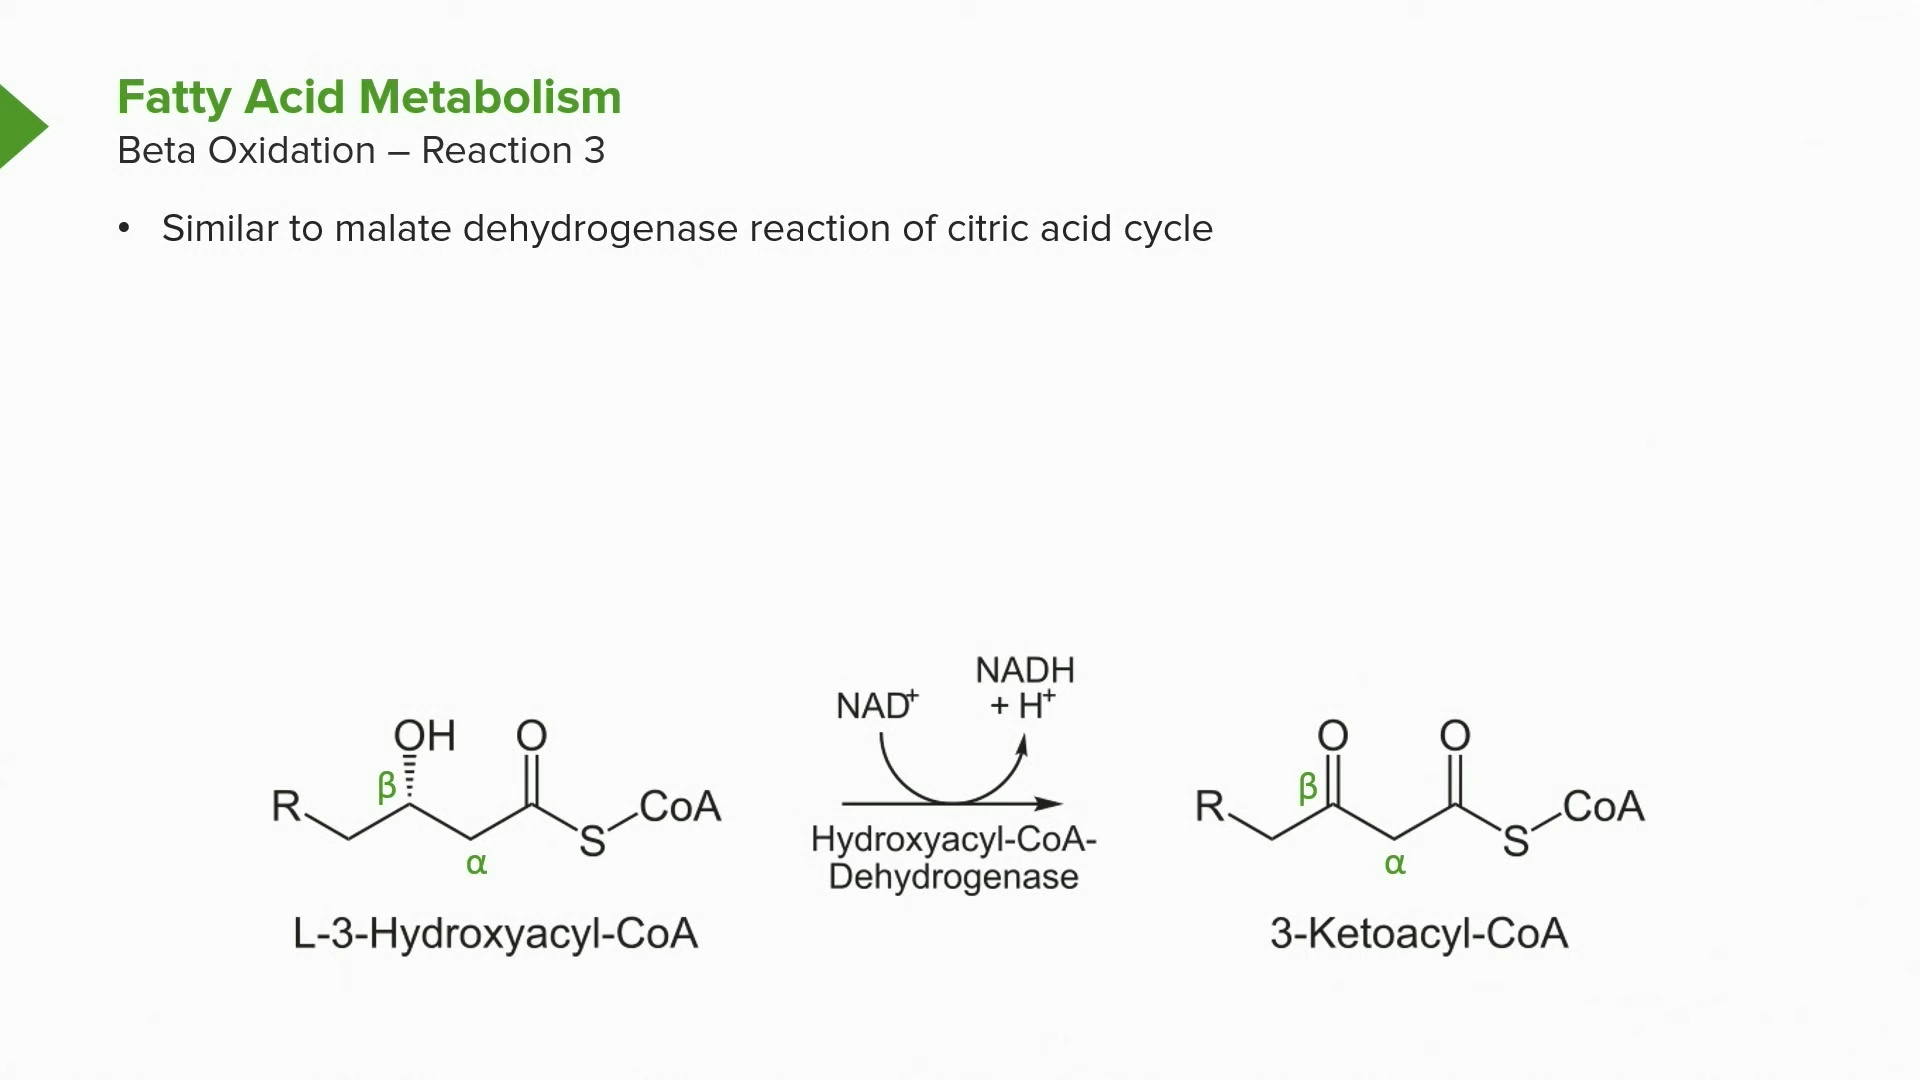 Fatty Acid Metabolism
Beta Oxidation – Reaction 3
• Similar to malate dehydrogenase reaction of citric acid cycle
NADH
NAD⁺ + H⁺
OH O O O
β β
R CoA R CoA
S S
α α
Hydroxyacyl-CoA-
Dehydrogenase
L-3-Hydroxyacyl-CoA 3-Ketoacyl-CoA